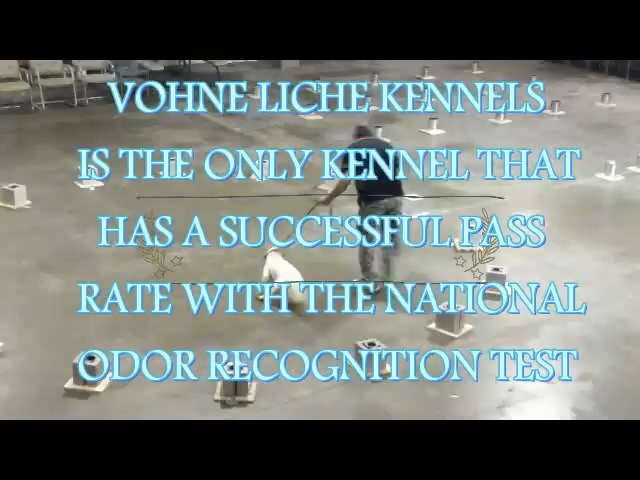 VOHNE LICHE KENNELS
IS THE ONLY KENNEL THAT
HAS A SUCCESSFUL PASS
RATE WITH THE NATIONAL
ODOR RECOGNITION TEST